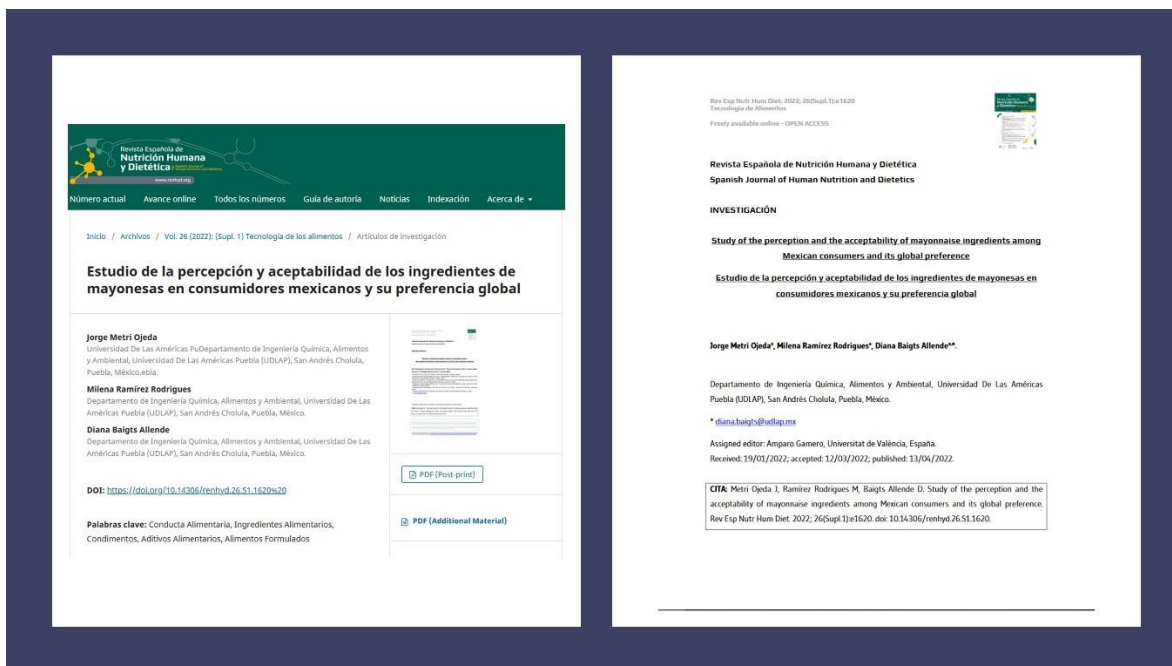 Revista Española de
Nutrición Humana
y Dietética
www.renhyd.org
Número actual Avance online Todos los números Guía de autoría Noticias Indexación Acerca de
Inicio / Archivos / Vol. 26 (2022): (Supl. 1) Tecnología de los alimentos / Artículos de investigación
Estudio de la percepción y aceptabilidad de los ingredientes de
mayonesas en consumidores mexicanos y su preferencia global
Jorge Metri Ojeda
Universidad De Las Américas PuDepartamento de Ingeniería Química, Alimentos
y Ambiental, Universidad De Las Américas Puebla (UDLAP), San Andrés Cholula,
Puebla, México.ebla
Milena Ramírez Rodrigues
Departamento de Ingeniería Química, Alimentos y Ambiental, Universidad De Las
Américas Puebla (UDLAP), San Andrés Cholula, Puebla, México.
Diana Baigts Allende
Departamento de Ingeniería Química, Alimentos y Ambiental, Universidad De Las
Américas Puebla (UDLAP), San Andrés Cholula, Puebla, México.
DOI: https://doi.org/10.14306/renhyd.26.S1.1620%20
Palabras clave: Conducta Alimentaria, Ingredientes Alimentarios,
Condimentos, Aditivos Alimentarios, Alimentos Formulados
PDF (Post-print)
PDF (Additional Material)
Rev Esp Nutr Hum Diet. 2022; 26(Supl.1):e1620
Tecnología de Alimentos
Freely available online - OPEN ACCESS
Revista Española de Nutrición Humana y Dietética
Spanish Journal of Human Nutrition and Dietetics
INVESTIGACIÓN
Study of the perception and the acceptability of mayonnaise ingredients among
Mexican consumers and its global preference
Estudio de la percepción y aceptabilidad de los ingredientes de mayonesas en
consumidores mexicanos y su preferencia global
Jorge Metri Ojedaª, Milena Ramírez Rodriguesª, Diana Baigts Allendeª*.
Departamento de Ingeniería Química, Alimentos y Ambiental, Universidad De Las Américas
Puebla (UDLAP), San Andrés Cholula, Puebla, México.
* diana.baigts@udlap.mx
Assigned editor: Amparo Gamero, Universitat de València, España.
Received: 19/01/2022; accepted: 12/03/2022; published: 13/04/2022.
CITA: Metri Ojeda J, Ramírez Rodrigues M, Baigts Allende D. Study of the perception and the
acceptability of mayonnaise ingredients among Mexican consumers and its global preference.
Rev Esp Nutr Hum Diet. 2022; 26(Supl.1):e1620. doi: 10.14306/renhyd.26.S1.1620.